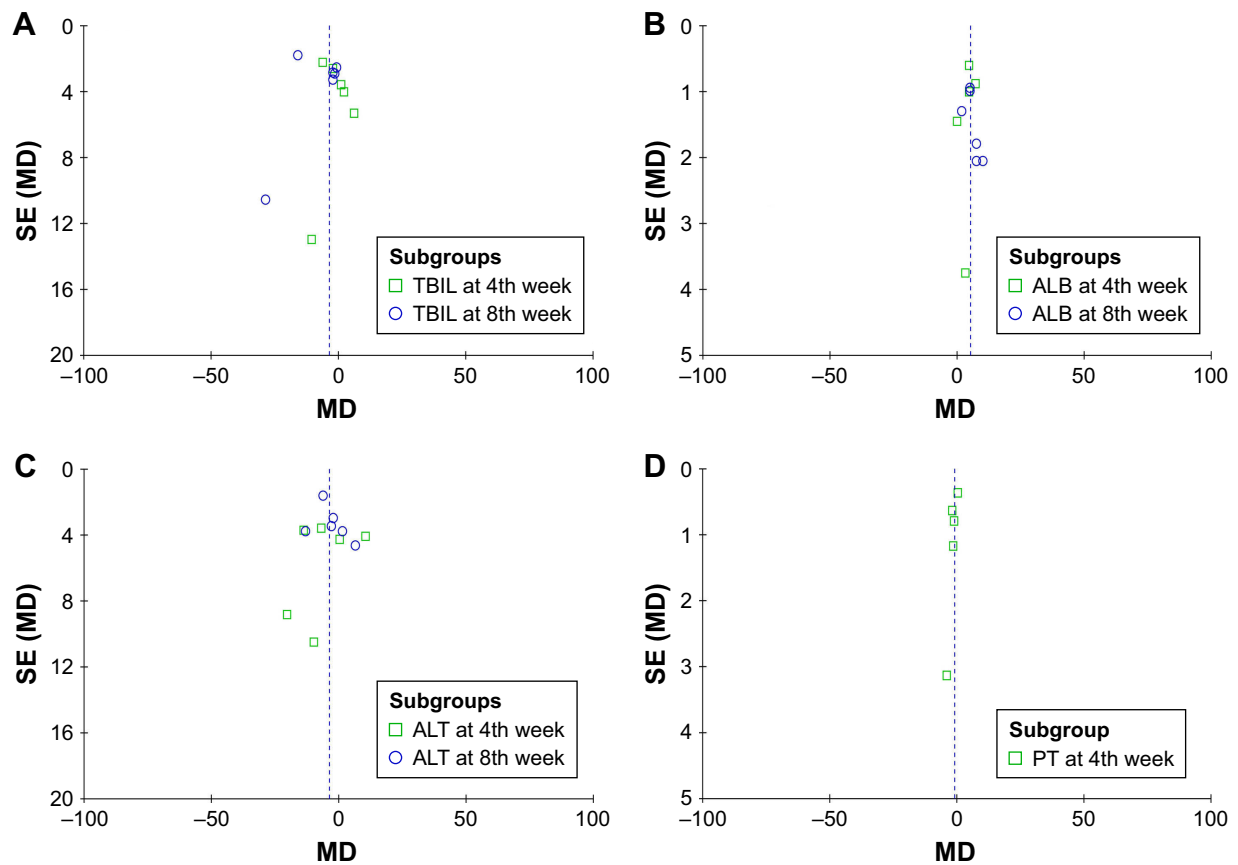 A
0
4
8
12
16
20
SE (MD)
–100
–50
0
50
100
MD
Subgroups
TBIL at 4th week
TBIL at 8th week
B
0
1
2
3
4
5
SE (MD)
–100
–50
0
50
100
MD
Subgroups
ALB at 4th week
ALB at 8th week
C
0
4
8
12
16
20
SE (MD)
–100
–50
0
50
100
MD
Subgroups
ALT at 4th week
ALT at 8th week
D
0
1
2
3
4
5
SE (MD)
–100
–50
0
50
100
MD
Subgroup
PT at 4th week